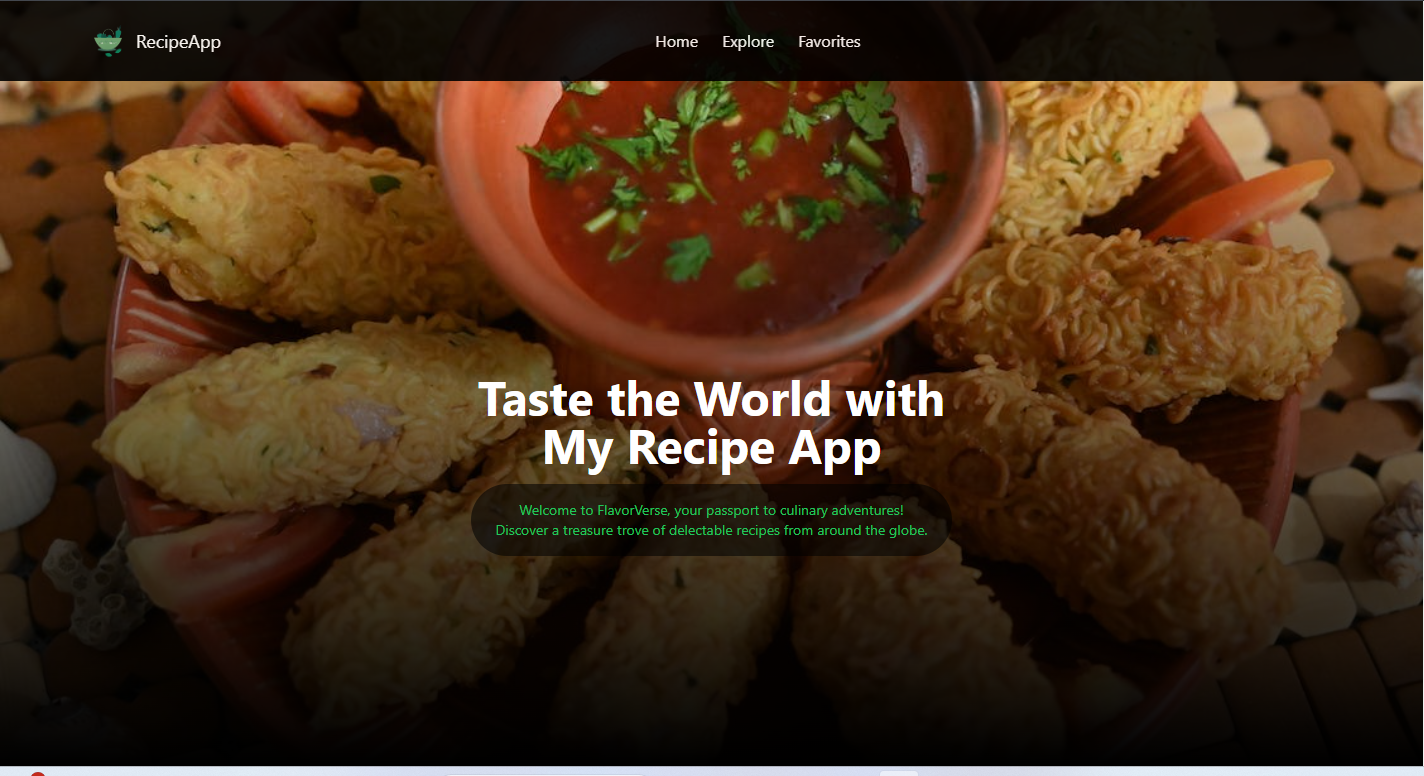 RecipeApp
Home Explore Favorites
Taste the World with
My Recipe App
Welcome to FlavorVerse, your passport to culinary adventures!
Discover a treasure trove of delectable recipes from around the globe.